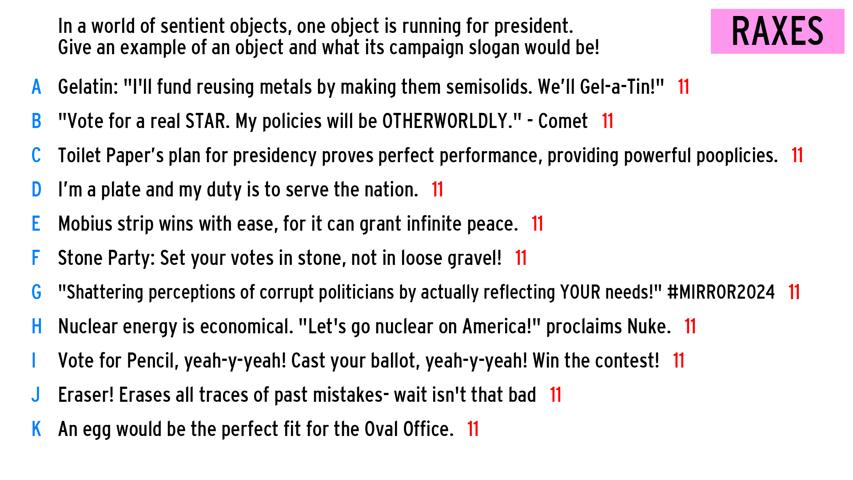 In a world of sentient objects, one object is running for president.
Give an example of an object and what its campaign slogan would be!
RAXES
A Gelatin: "I'll fund reusing metals by making them semisolids. We'll Gel-a-Tin!" 11
B "Vote for a real STAR. My policies will be OTHERWORLDLY." - Comet 11
C Toilet Paper's plan for presidency proves perfect performance, providing powerful pooplicies. 11
D I'm a plate and my duty is to serve the nation. 11
E Mobius strip wins with ease, for it can grant infinite peace. 11
F Stone Party: Set your votes in stone, not in loose gravel! 11
G "Shattering perceptions of corrupt politicians by actually reflecting YOUR needs!" #MIRROR2024 11
H Nuclear energy is economical. "Let's go nuclear on America!" proclaims Nuke. 11
I Vote for Pencil, yeah-y-yeah! Cast your ballot, yeah-y-yeah! Win the contest! 11
J Eraser! Erases all traces of past mistakes- wait isn't that bad 11
K An egg would be the perfect fit for the Oval Office. 11